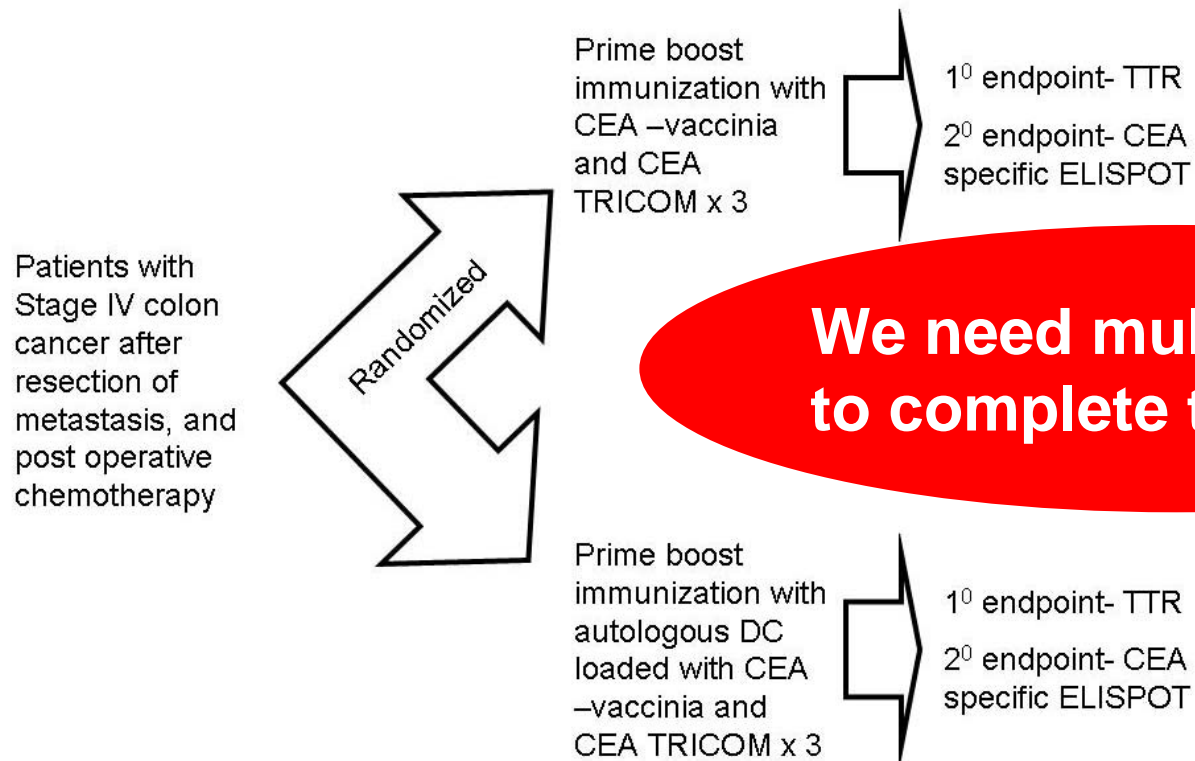 Patients with
Stage IV colon
cancer after
resection of
metastasis, and
post operative
chemotherapy
Randomized
Prime boost
immunization with
CEA –vaccinia
and CEA
TRICOM x 3
1⁰ endpoint- TTR
2⁰ endpoint- CEA
specific ELISPOT
We need
to complete
Prime boost
immunization with
autologous DC
loaded with CEA
–vaccinia and
CEA TRICOM x 3
1⁰ endpoint- TTR
2⁰ endpoint- CEA
specific ELISPOT